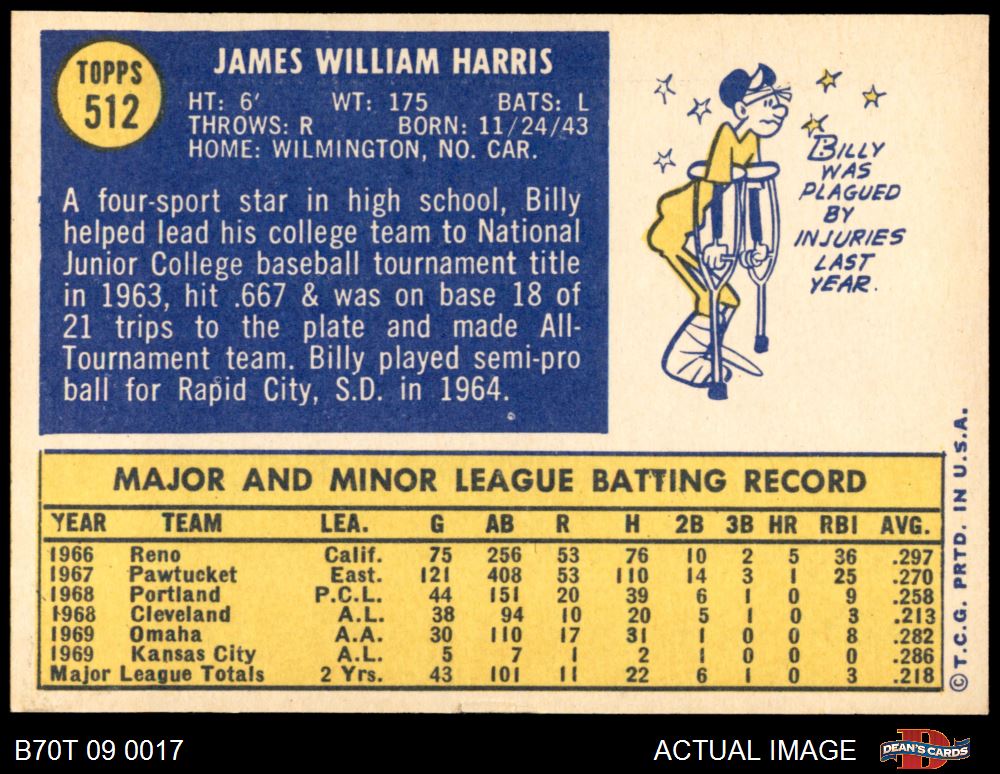 TOPPS
512
JAMES WILLIAM HARRIS
HT: 6' WT: 175 BATS: L
THROWS: R BORN: 11/24/43
HOME: WILMINGTON, NO. CAR.
A four-sport star in high school, Billy
helped lead his college team to National
Junior College baseball tournament title
in 1963, hit .667 & was on base 18 of
21 trips to the plate and made All-
Tournament team. Billy played semi-pro
ball for Rapid City, S.D. in 1964.
BILLY
WAS
PLAGUED
BY
INJURIES
LAST
YEAR.
MAJOR AND MINOR LEAGUE BATTING RECORD
YEAR TEAM LEA. G AB R H 2B 3B HR RBI AVG.
1966 Reno Calif. 75 256 53 76 10 2 5 36 .297
1967 Pawtucket East. 121 408 53 110 14 3 1 25 .270
1968 Portland P.C.L. 44 151 20 39 6 1 0 9 .258
1968 Cleveland A.L. 38 94 10 20 5 1 0 3 .213
1969 Omaha A.A. 30 110 17 31 1 0 0 8 .282
1969 Kansas City A.L. 5 7 1 2 1 0 0 0 .286
Major League Totals 2 Yrs. 43 101 11 22 6 1 0 3 .218
© T.C.G. PRTD. IN U.S.A.
B70T 09 0017
ACTUAL IMAGE
DEAN'S CARDS